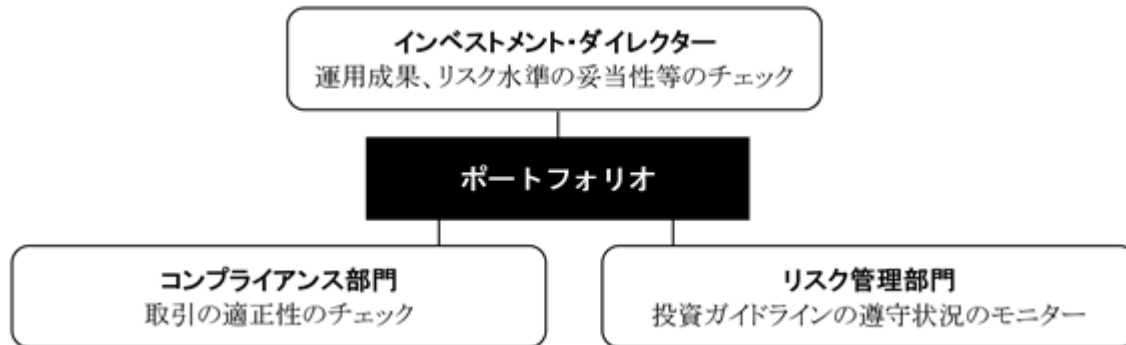 インベストメント・ダイレクター
運用成果、リスク水準の妥当性等のチェック
ポートフォリオ
コンプライアンス部門
取引の適正性のチェック
リスク管理部門
投資ガイドラインの遵守状況のモニター